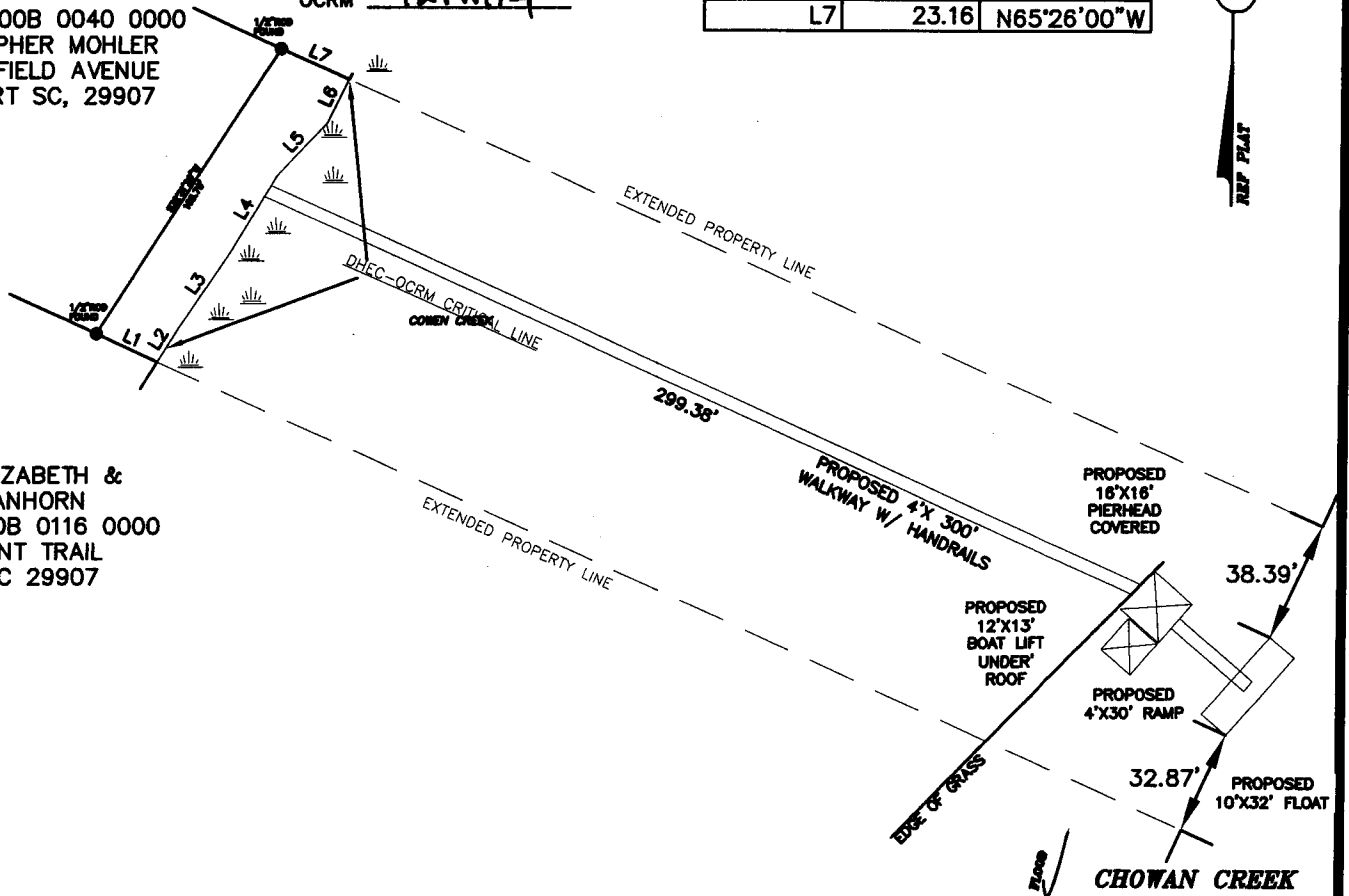 00B 0040 0000
PHER MOHLER
FIELD AVENUE
RT SC, 29907
OCRM
L7 23.16 N65°26'00"W
REF PLAT
1/2"ROD
FOUND
L7
L6
L5
L4
L3
L2
L1
1/2"ROD
FOUND
EXTENDED PROPERTY LINE
DHEC-OCRM CRITICAL LINE
COWEN CREEK
299.38'
PROPOSED 4'X 300'
WALKWAY W/ HANDRAILS
EXTENDED PROPERTY LINE
ZABETH &
ANHORN
0B 0116 0000
NT TRAIL
C 29907
PROPOSED
16'X16'
PIERHEAD
COVERED
38.39'
PROPOSED
12'X13'
BOAT LIFT
UNDER'
ROOF
PROPOSED
4'X30' RAMP
32.87'
PROPOSED
10'X32' FLOAT
EDGE OF GRASS
FLOOD
CHOWAN CREEK